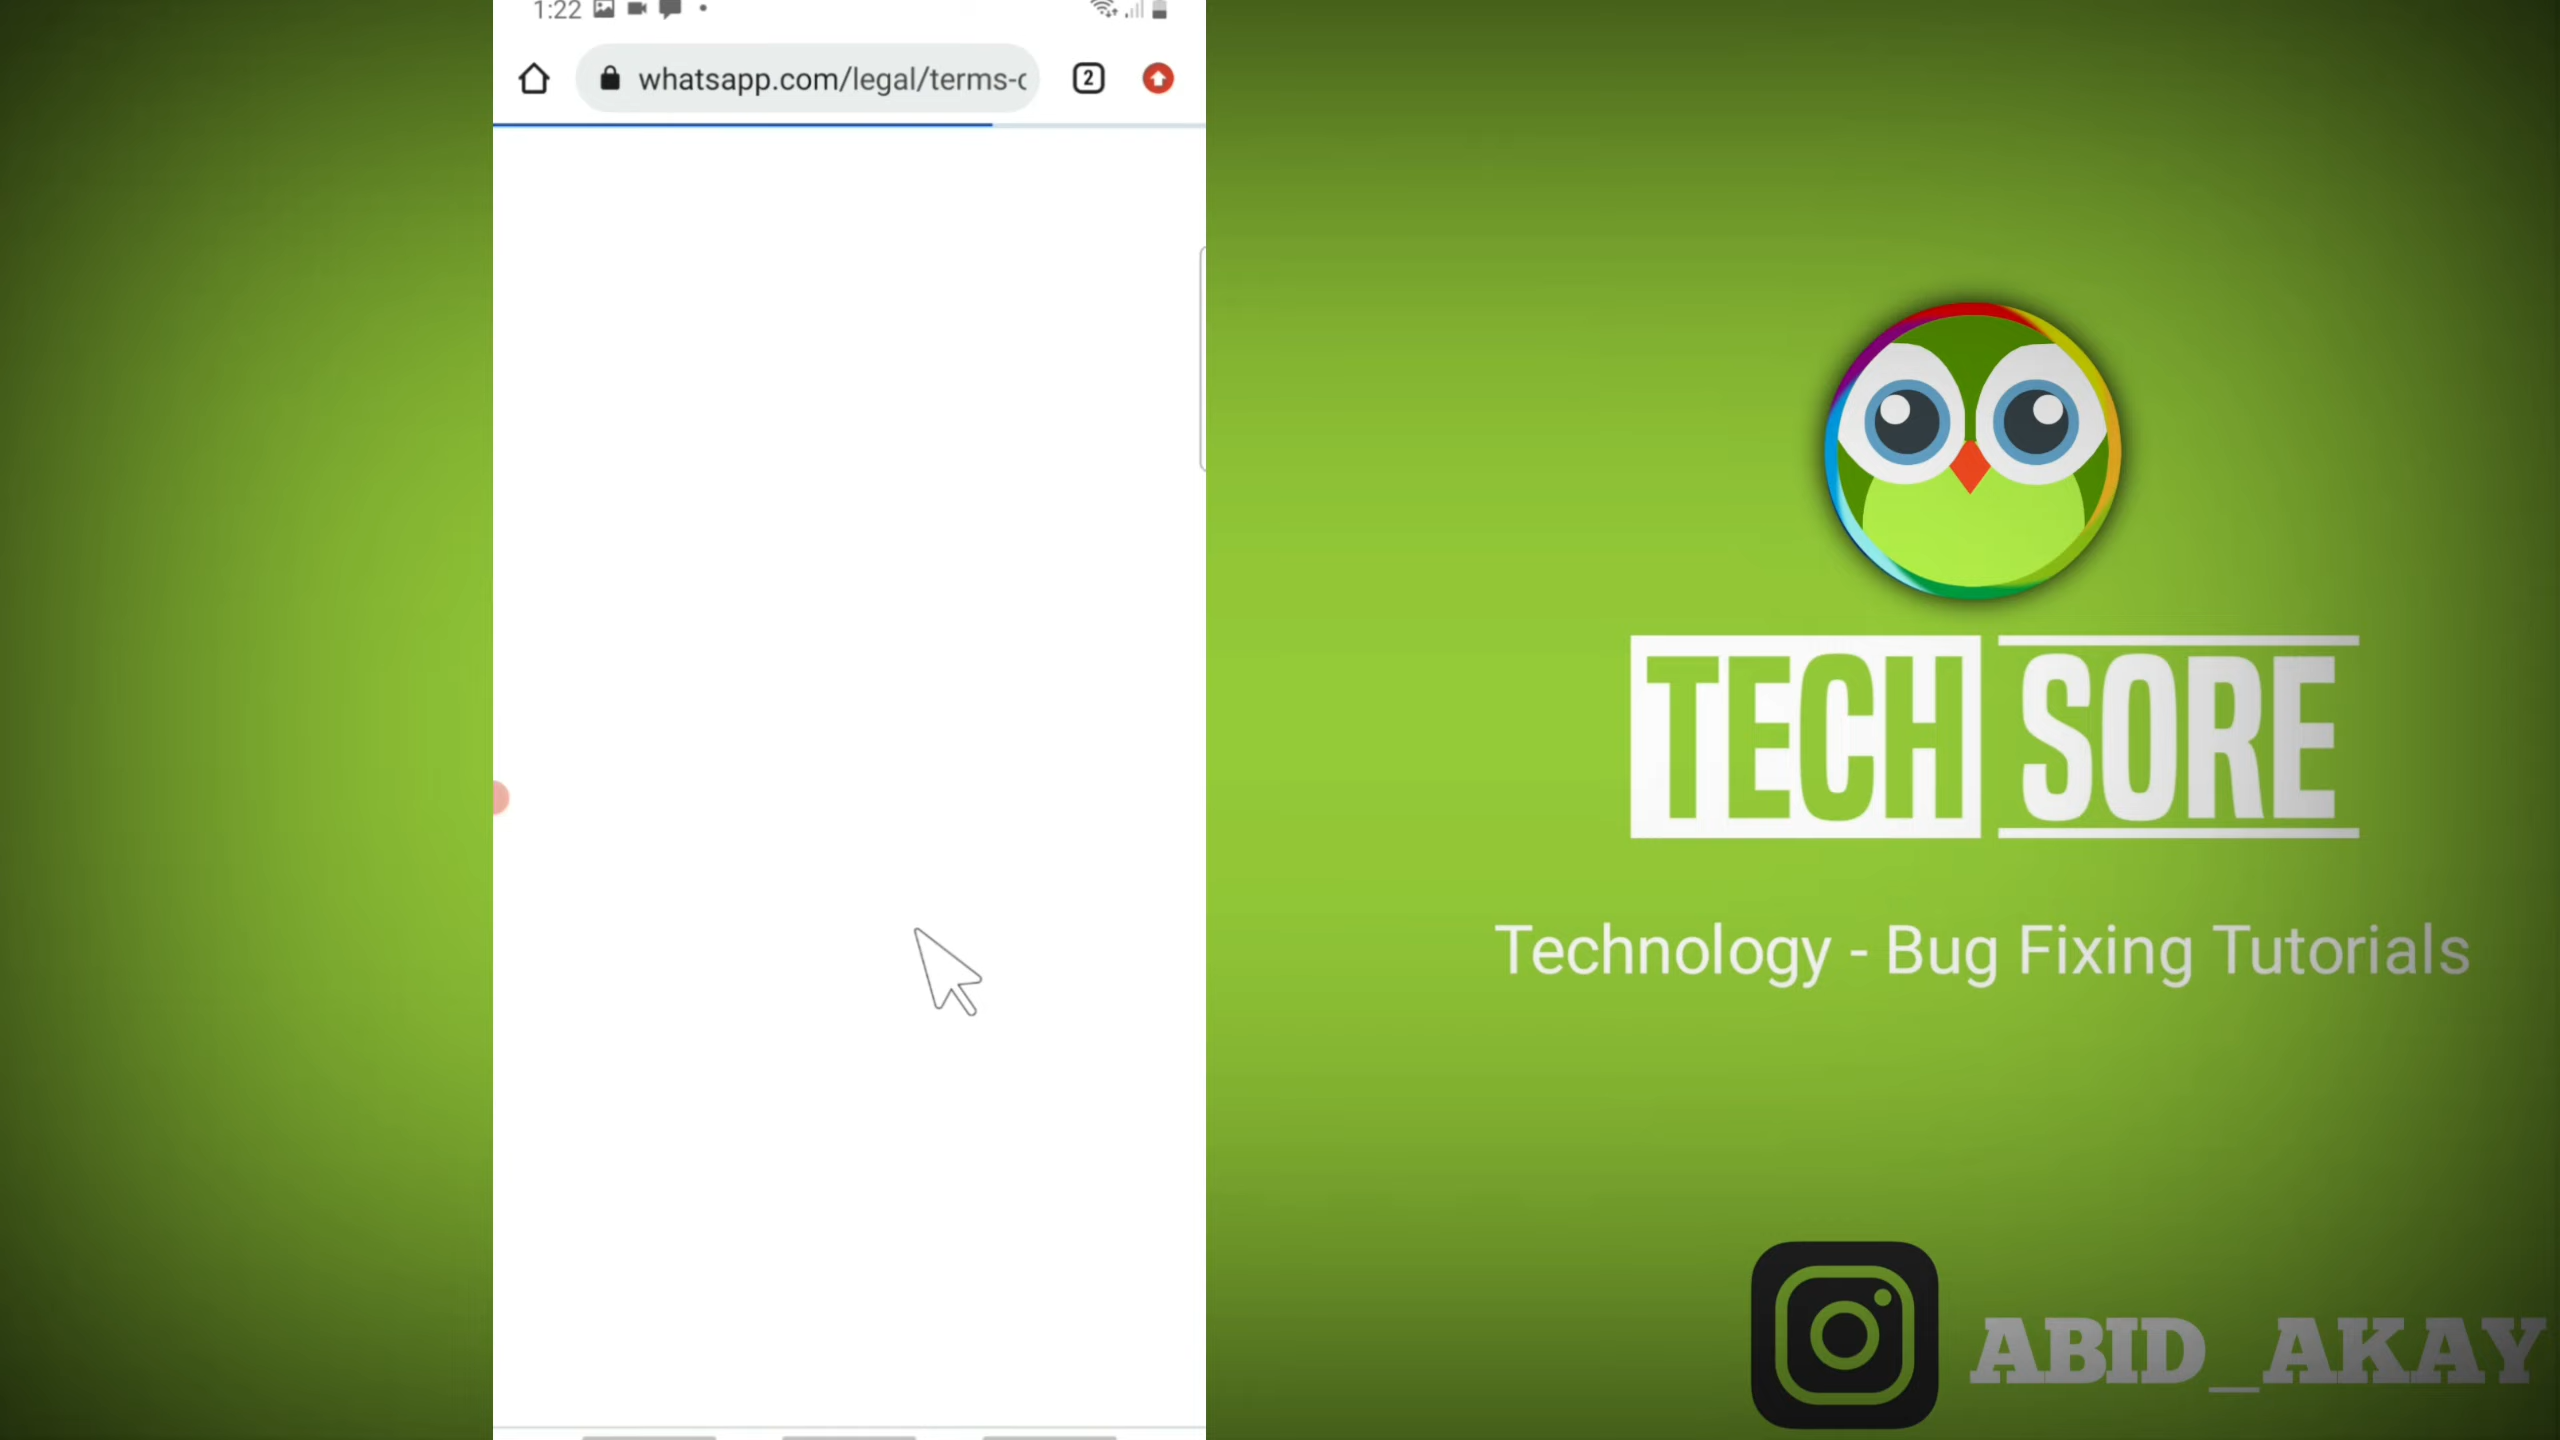 1:22
whatsapp.com/legal/terms-
2
TECH SORE
Technology - Bug Fixing Tutorials
ABID_AKAY